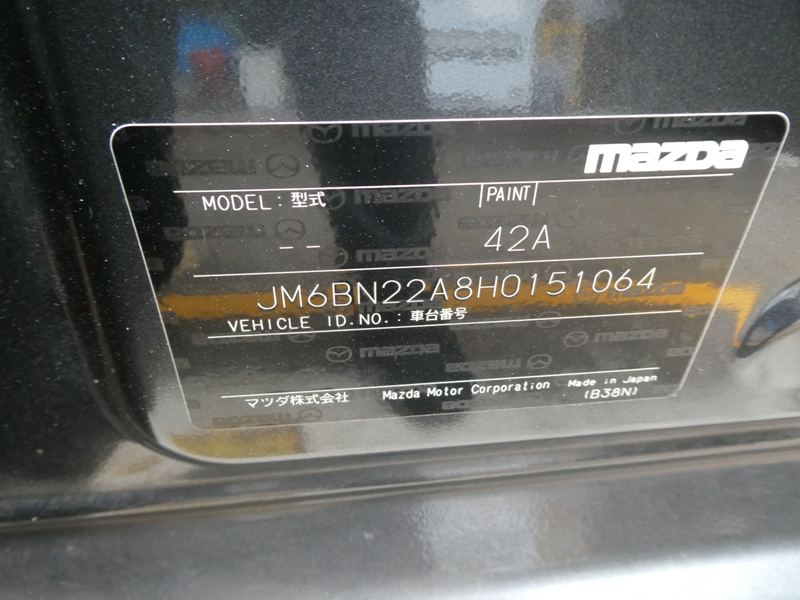 mazda
MODEL:型式
PAINT
-- 42A
JM6BN22A8H0151064
VEHICLE ID.NO.:車台番号
マツダ株式会社 Mazda Motor Corporation Made in Japan
(B38N)